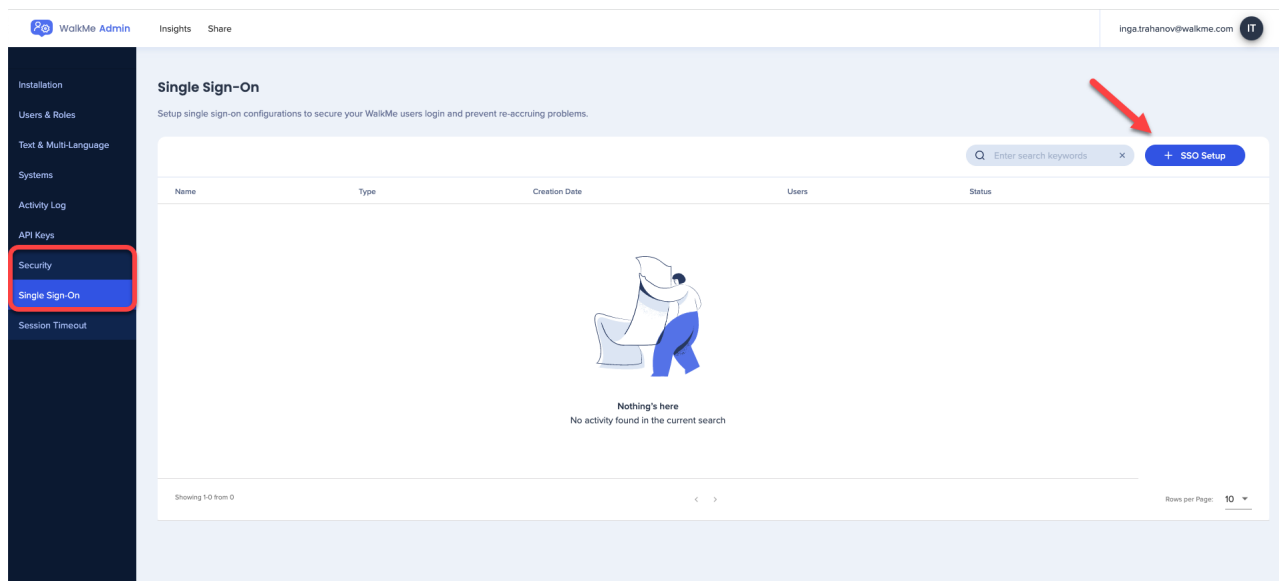 WalkMe Admin
Insights
Share
inga.trahanov@walkme.com
IT
Installation
Users & Roles
Text & Multi-Language
Systems
Activity Log
API Keys
Security
Single Sign-On
Session Timeout
Single Sign-On
Setup single sign-on configurations to secure your WalkMe users login and prevent re-accruing problems.
Enter search keywords
+ SSO Setup
Name
Type
Creation Date
Users
Status
Nothing's here
No activity found in the current search
Showing 1-0 from 0
Rows per Page: 10